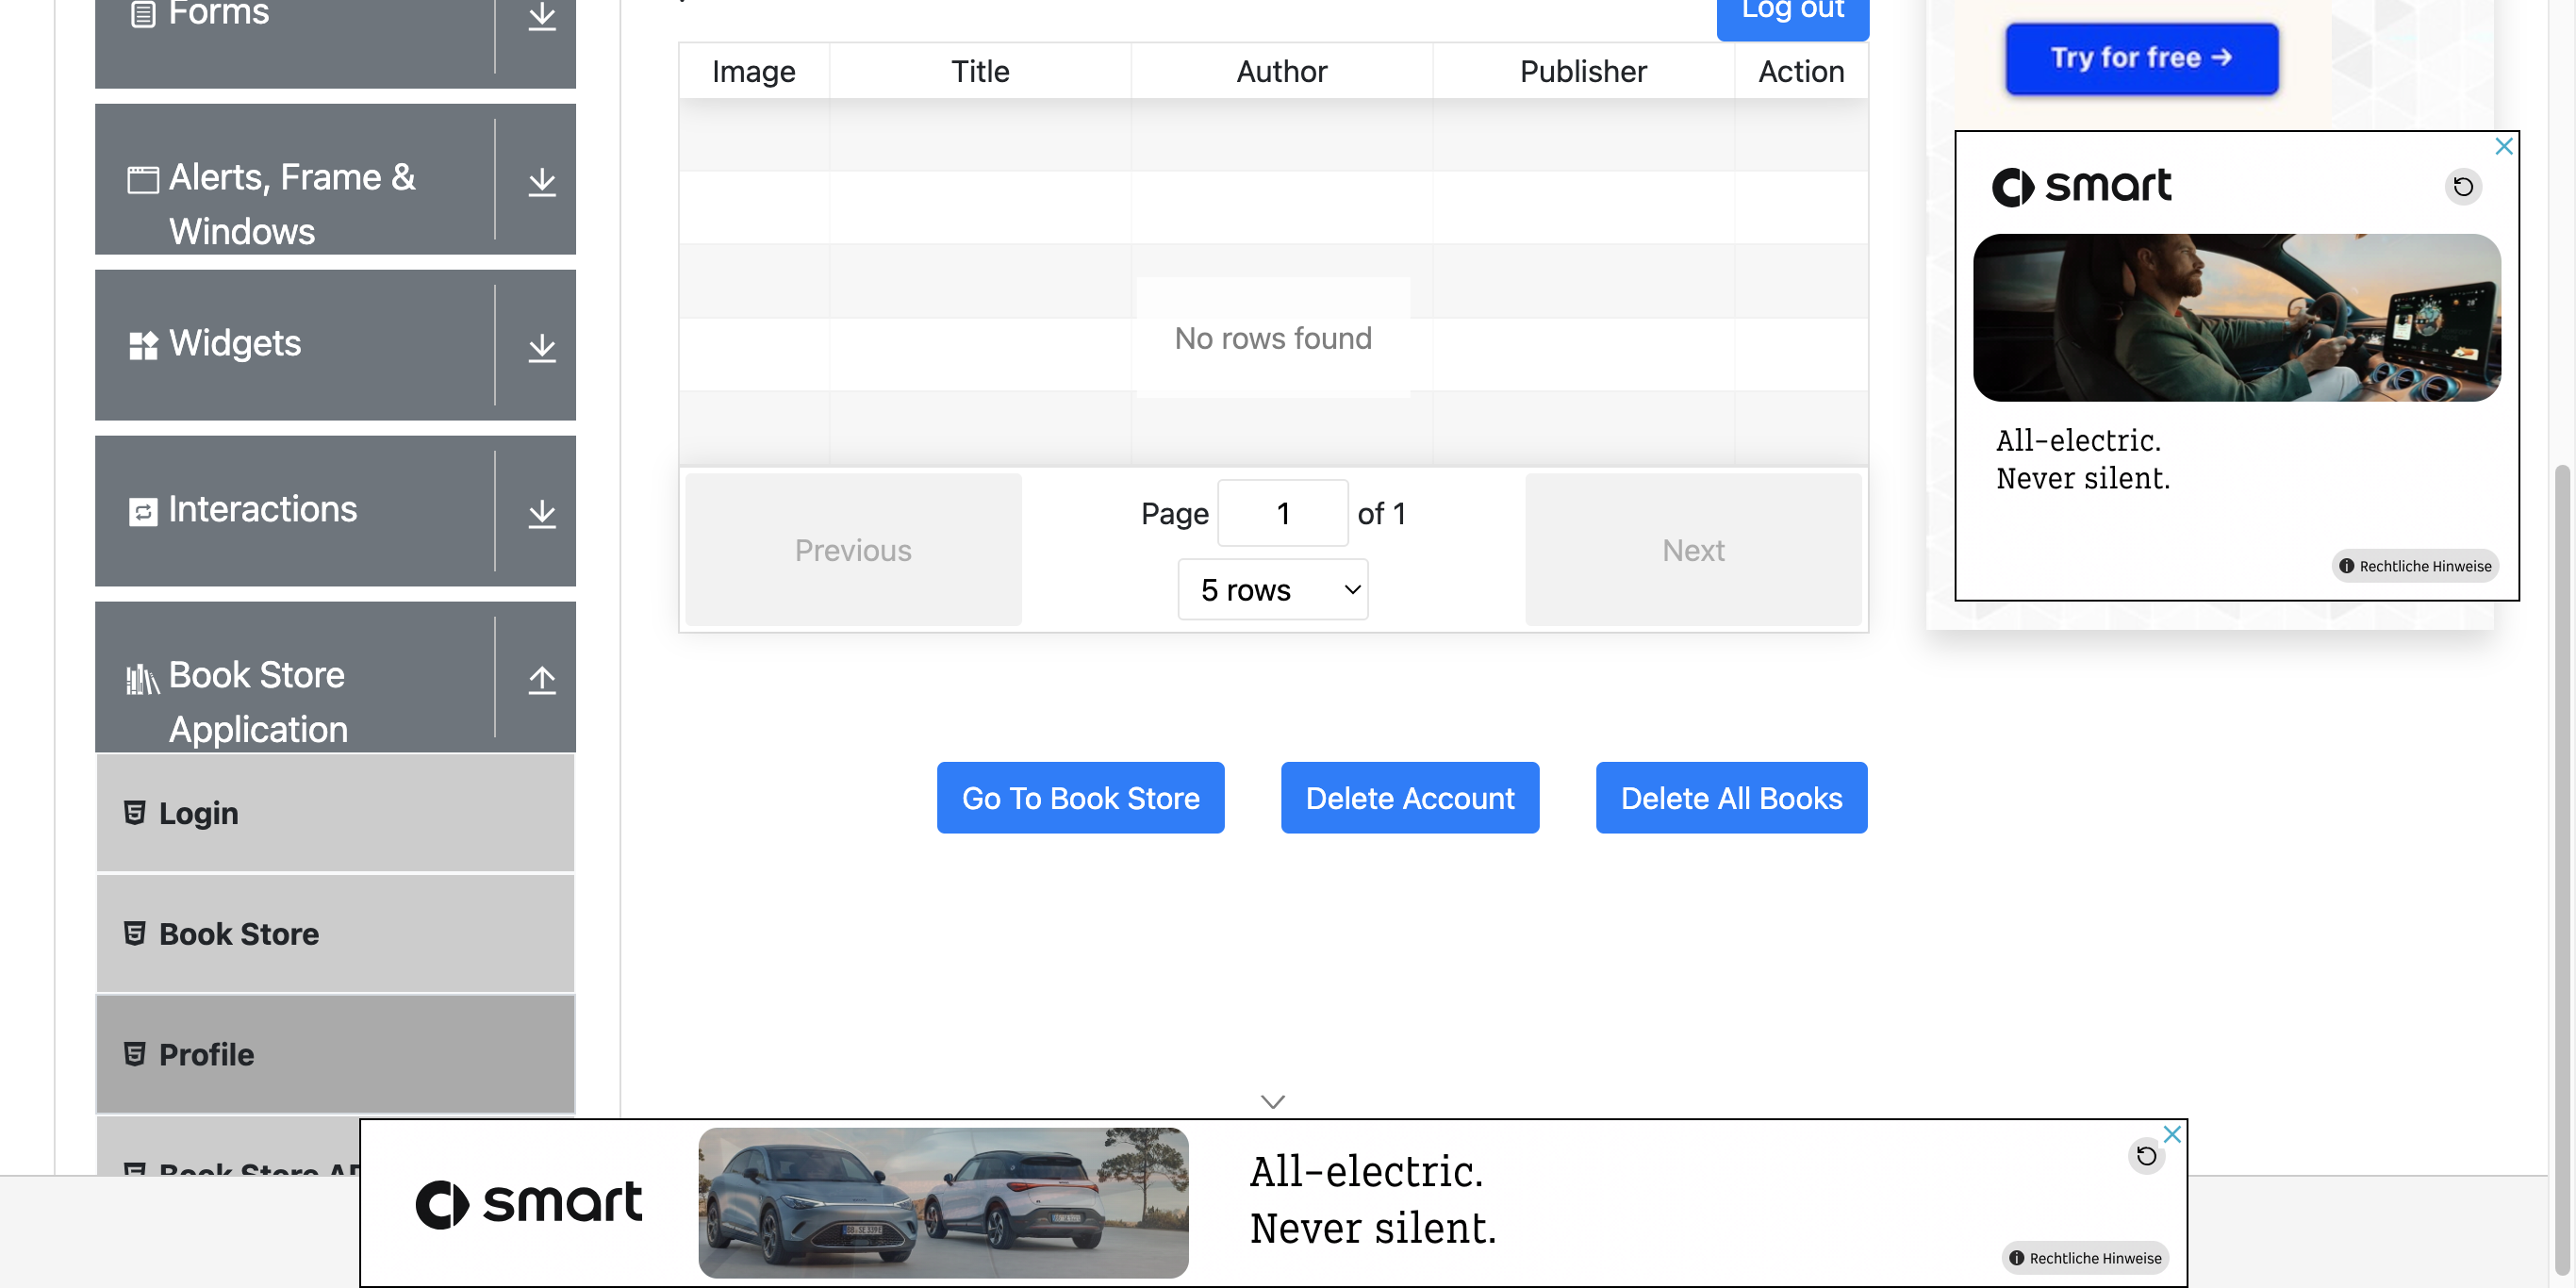 Forms
Log out
Try for free →
Image Title Author Publisher Action
Alerts, Frame &
Windows
smart
Widgets
No rows found
All-electric.
Never silent.
Interactions
Page 1 of 1
Previous
Next
5 rows
Rechtliche Hinweise
Book Store
Application
Go To Book Store
Delete Account
Delete All Books
Login
Book Store
Profile
Book Store
smart
All-electric.
Never silent.
Rechtliche Hinweise